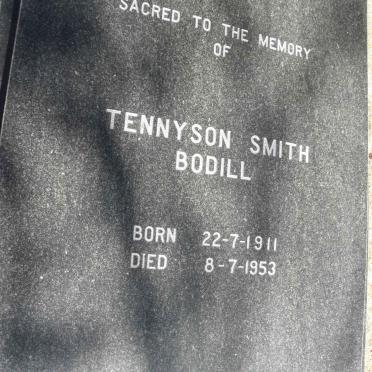 SACRED TO THE MEMORY
OF
TENNYSON SMITH
BODILL
BORN 22-7-1911
DIED 8-7-1953